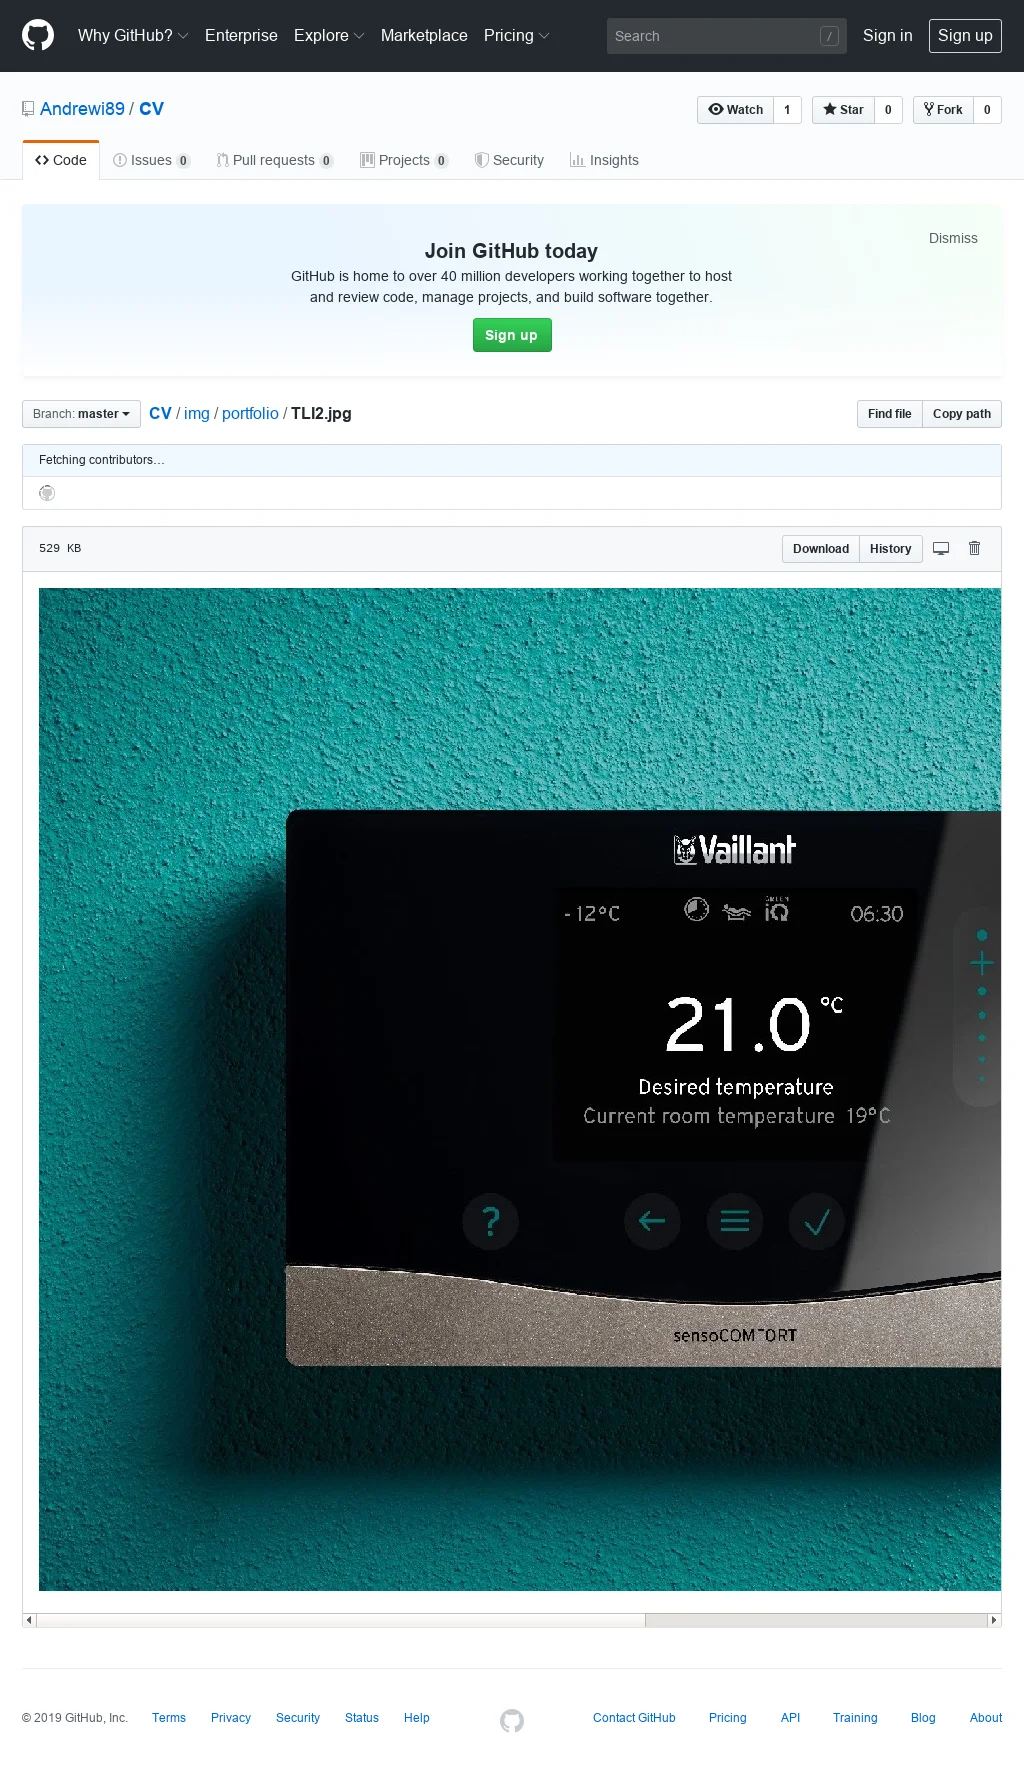 Why GitHub? Enterprise Explore Marketplace Pricing Search / Sign in Sign up
Andrewi89 / CV
Watch 1 Star 0 Fork 0
Code Issues 0 Pull requests 0 Projects 0 Security Insights
Dismiss
Join GitHub today
GitHub is home to over 40 million developers working together to host
and review code, manage projects, and build software together.
Sign up
Branch: master CV / img / portfolio / TLI2.jpg Find file Copy path
Fetching contributors…
529 KB Download History
Vaillant
-12°C GREEN iQ 06:30
21.0 °C
Desired temperature
Current room temperature 19°C
?
sensoCOMFORT
© 2019 GitHub, Inc. Terms Privacy Security Status Help Contact GitHub Pricing API Training Blog About